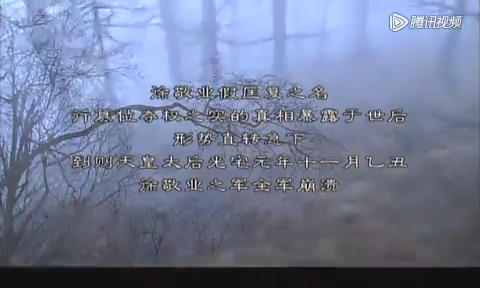 腾讯视频
徐敬业假匡复之名
行篡位夺权之实的真相暴露于世后
形势直转急下
到则天皇太后光宅元年十一月乙丑
徐敬业之军全军崩溃